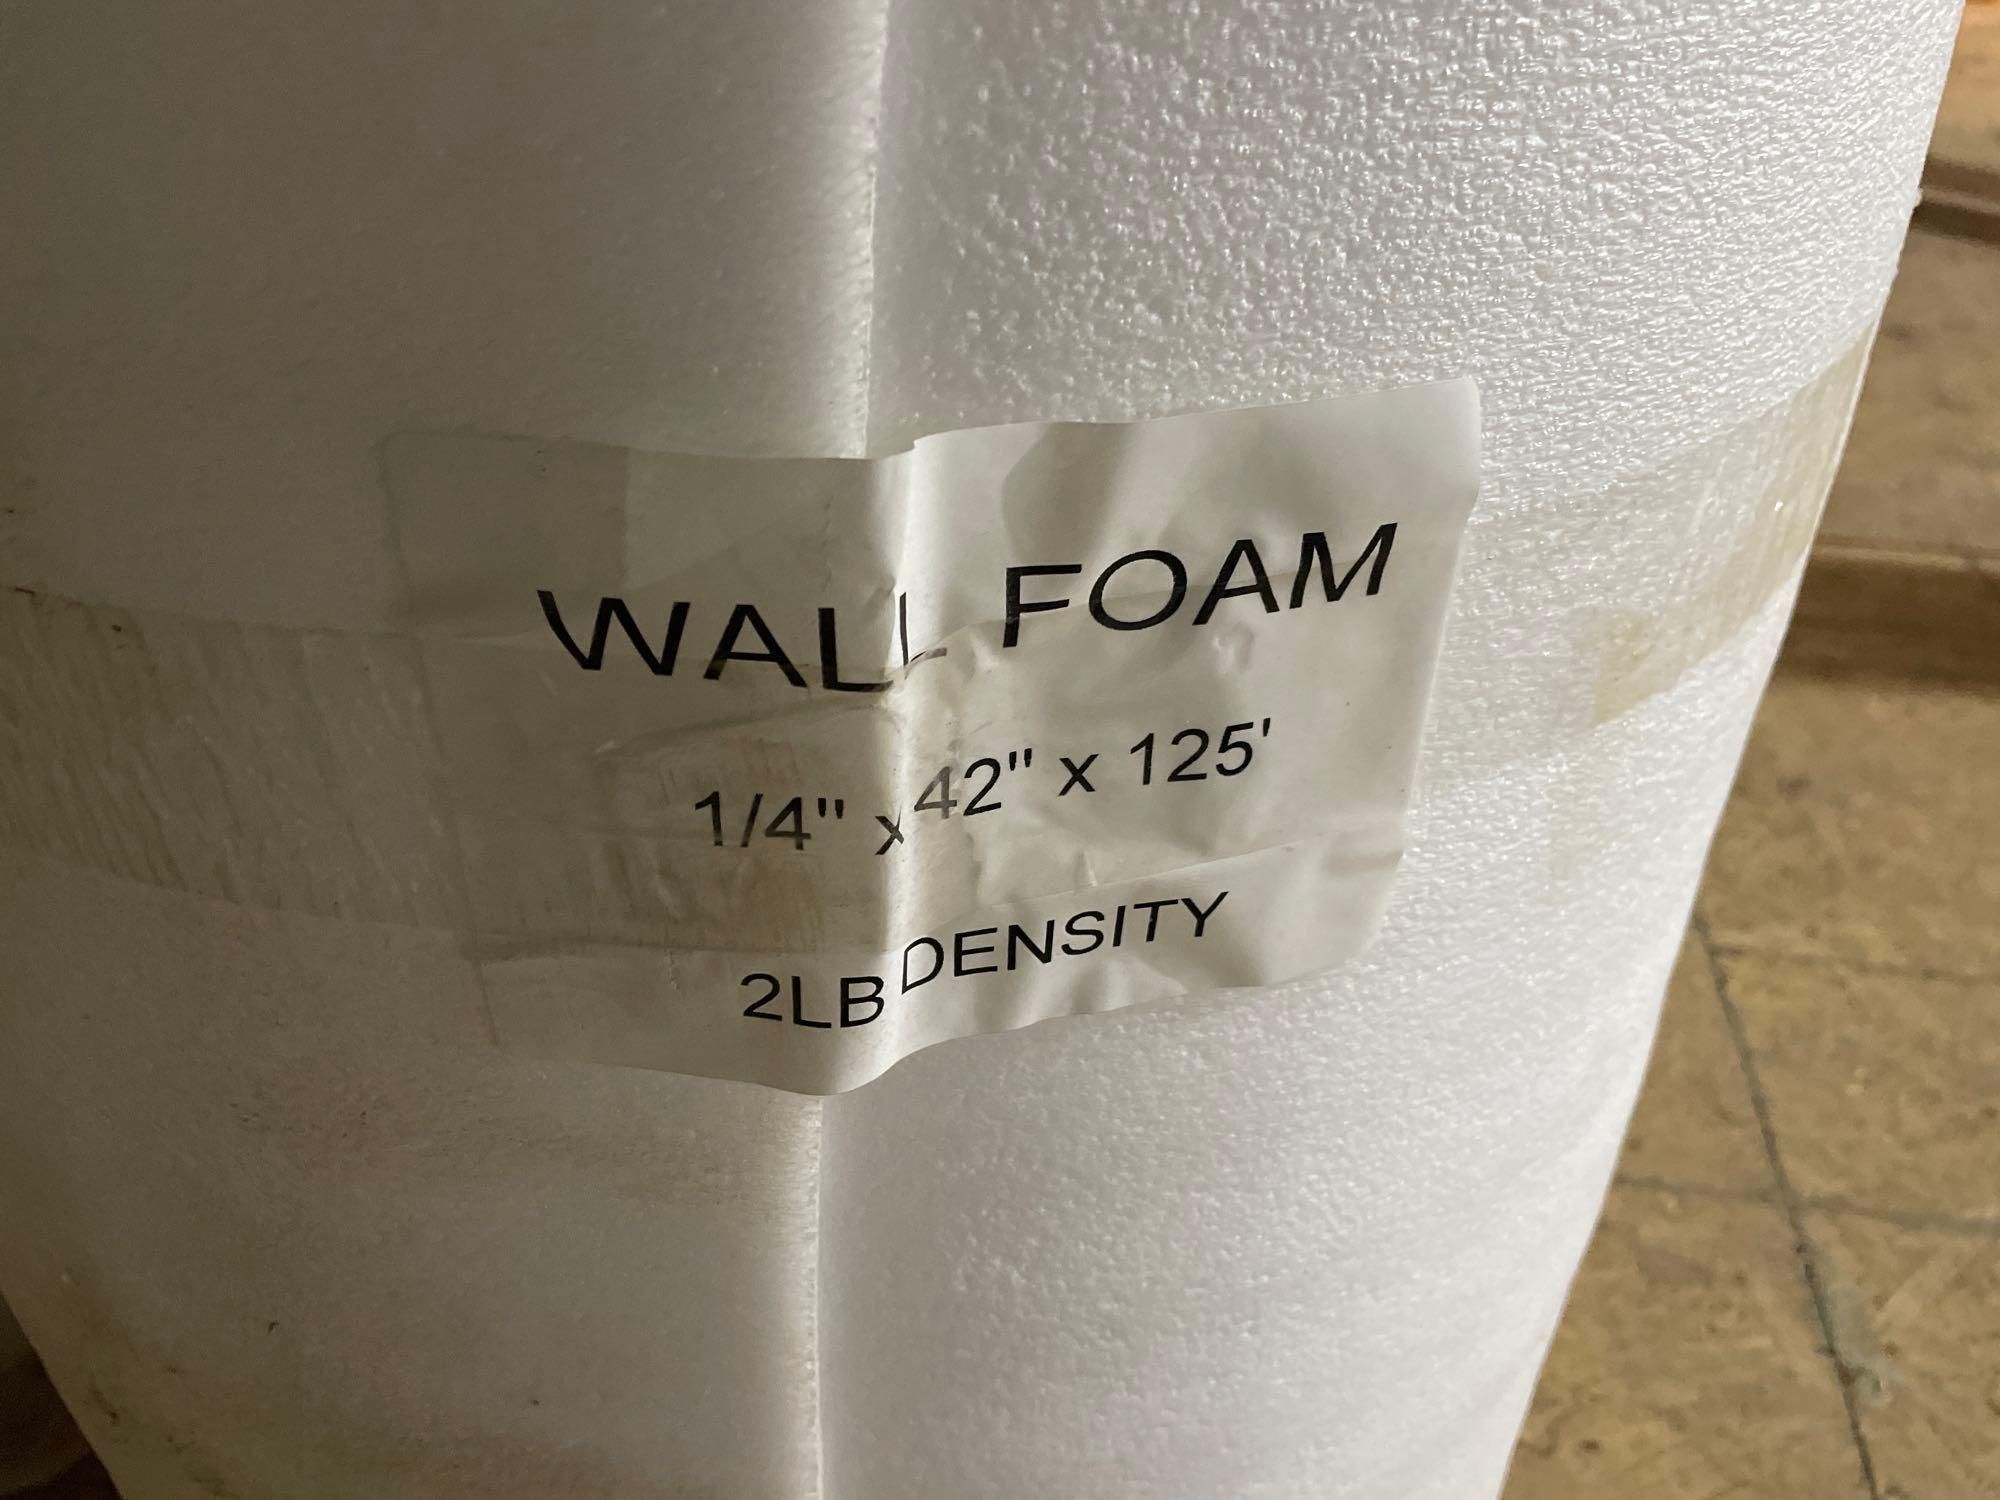 WALL FOAM
1/4" x 42" x 125'
2LB DENSITY